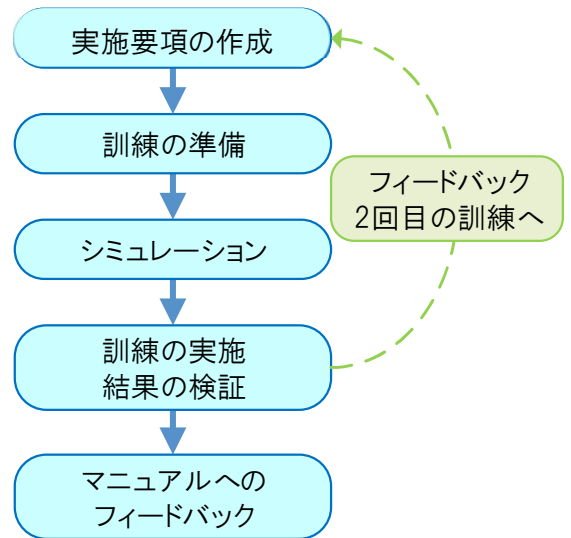 実施要項の作成
訓練の準備
シミュレーション
訓練の実施
結果の検証
マニュアルへの
フィードバック
フィードバック
2回目の訓練へ